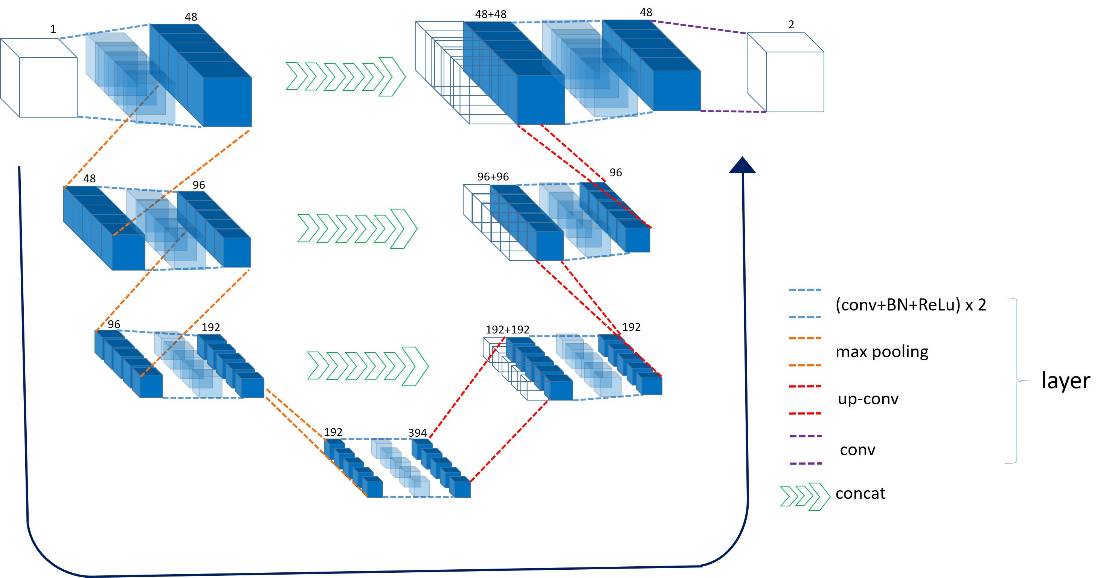 1
48
48+48
48
2
48
96
96+96
96
96
192
192+192
192
192
394
(conv+BN+ReLu) x 2
max pooling
up-conv
conv
concat
layer